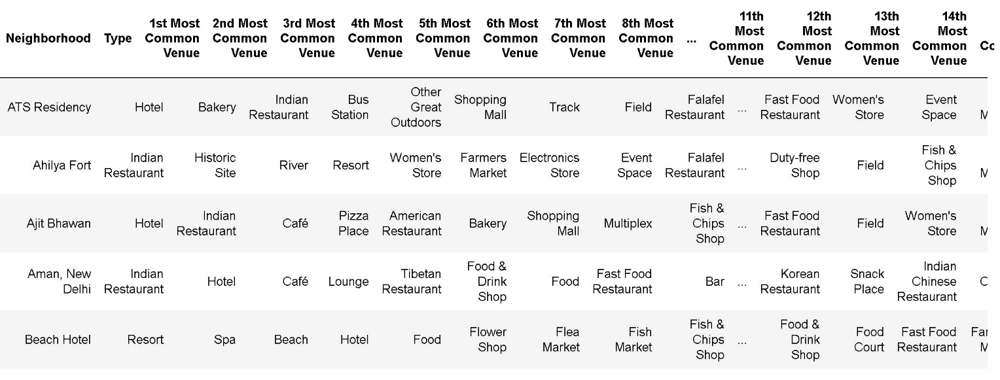 Neighborhood Type 1st Most Common Venue 2nd Most Common Venue 3rd Most Common Venue 4th Most Common Venue 5th Most Common Venue 6th Most Common Venue 7th Most Common Venue 8th Most Common Venue ... 11th Most Common Venue 12th Most Common Venue 13th Most Common Venue 14th Most Common Venue
ATS Residency Hotel Bakery Indian Restaurant Bus Station Other Great Outdoors Shopping Mall Track Field Falafel Restaurant ... Fast Food Restaurant Women's Store Event Space
Ahilya Fort Indian Restaurant Historic Site River Resort Women's Store Farmers Market Electronics Store Event Space Falafel Restaurant ... Duty-free Shop Field Fish & Chips Shop
Ajit Bhawan Hotel Indian Restaurant Café Pizza Place American Restaurant Bakery Shopping Mall Multiplex Fish & Chips Shop ... Fast Food Restaurant Field Women's Store
Aman, New Delhi Indian Restaurant Hotel Café Lounge Tibetan Restaurant Food & Drink Shop Food Fast Food Restaurant Bar ... Korean Restaurant Snack Place Indian Chinese Restaurant
Beach Hotel Resort Spa Beach Hotel Food Flower Shop Flea Market Fish Market Fish & Chips Shop ... Food & Drink Shop Food Court Fast Food Restaurant